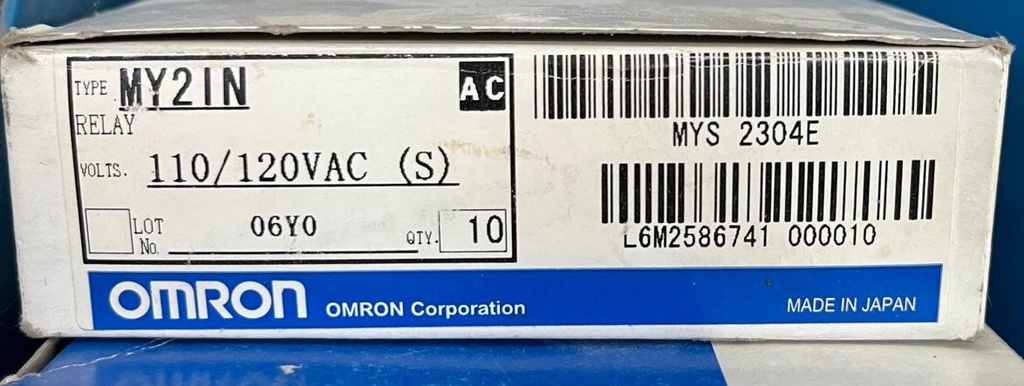 TYPE MY2IN
AC
RELAY
VOLTS. 110/120VAC (S)
LOT No. 06Y0
QTY. 10
MYS 2304E
L6M2586741 000010
OMRON OMRON Corporation
MADE IN JAPAN